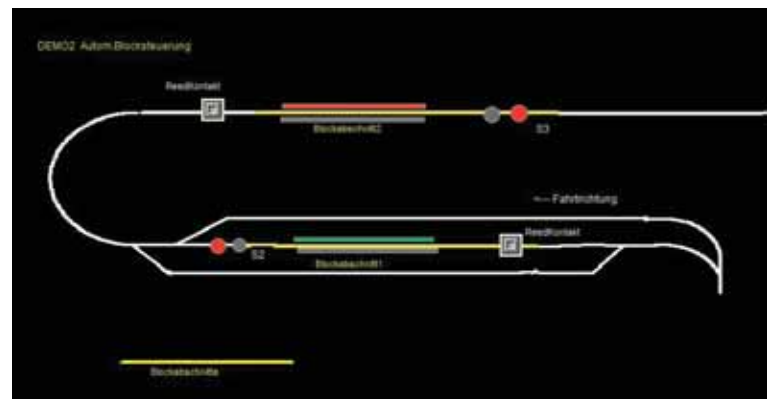 DEMO2 Autom.Blocksteuerung
Reedkontakt
Blockabschnitt2
S3
<--- Fahrtrichtung
Reedkontakt
S2
Blockabschnitt1
Blockabschnitte